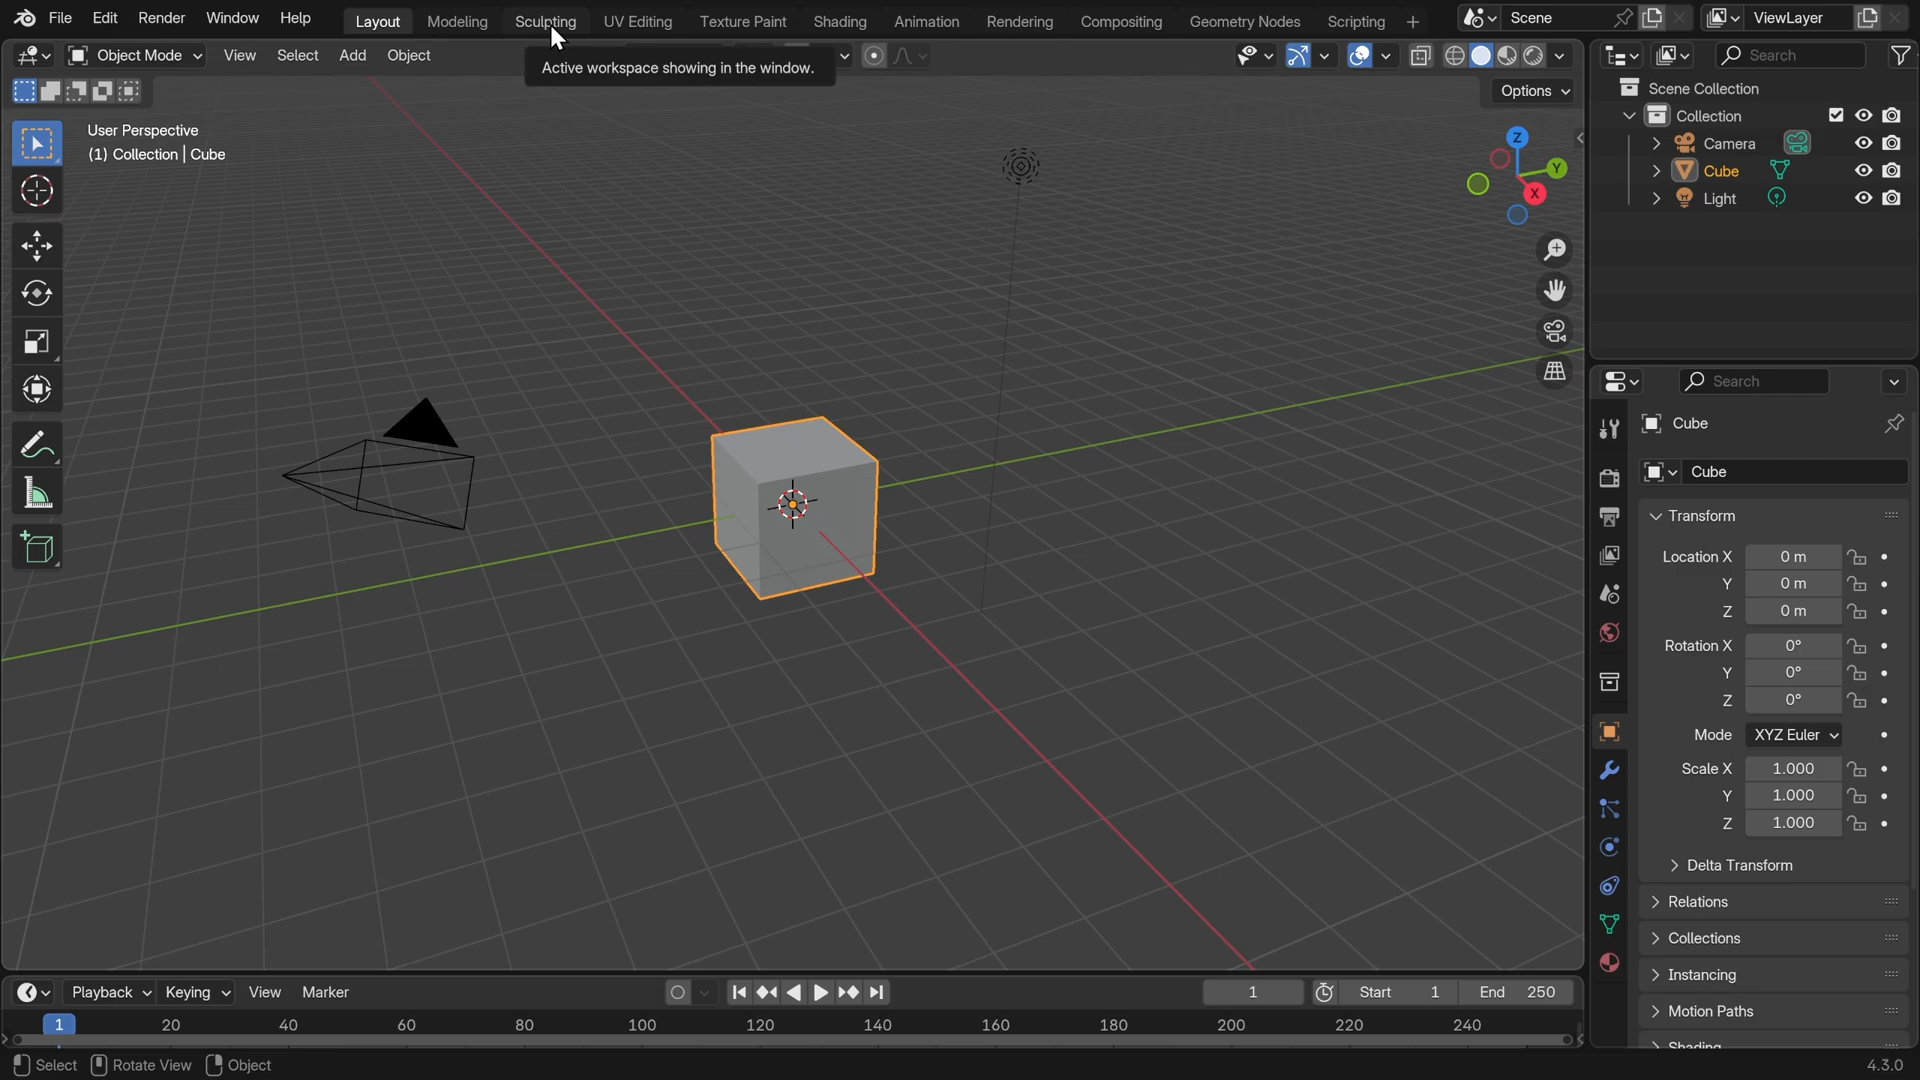 File Edit Render Window Help Layout Modeling Sculpting UV Editing Texture Paint Shading Animation Rendering Compositing Geometry Nodes Scripting + Scene ViewLayer
Object Mode View Select Add Object
Active workspace showing in the window.
Search
Options
User Perspective
(1) Collection | Cube
Z
Y
X
Scene Collection
Collection
Camera
Cube
Light
Search
Cube
Cube
Transform
Location X 0 m
Y 0 m
Z 0 m
Rotation X 0°
Y 0°
Z 0°
Mode XYZ Euler
Scale X 1.000
Y 1.000
Z 1.000
Delta Transform
Relations
Collections
Instancing
Motion Paths
Shading
Playback Keying View Marker 1 Start 1 End 250
1 20 40 60 80 100 120 140 160 180 200 220 240
Select Rotate View Object 4.3.0